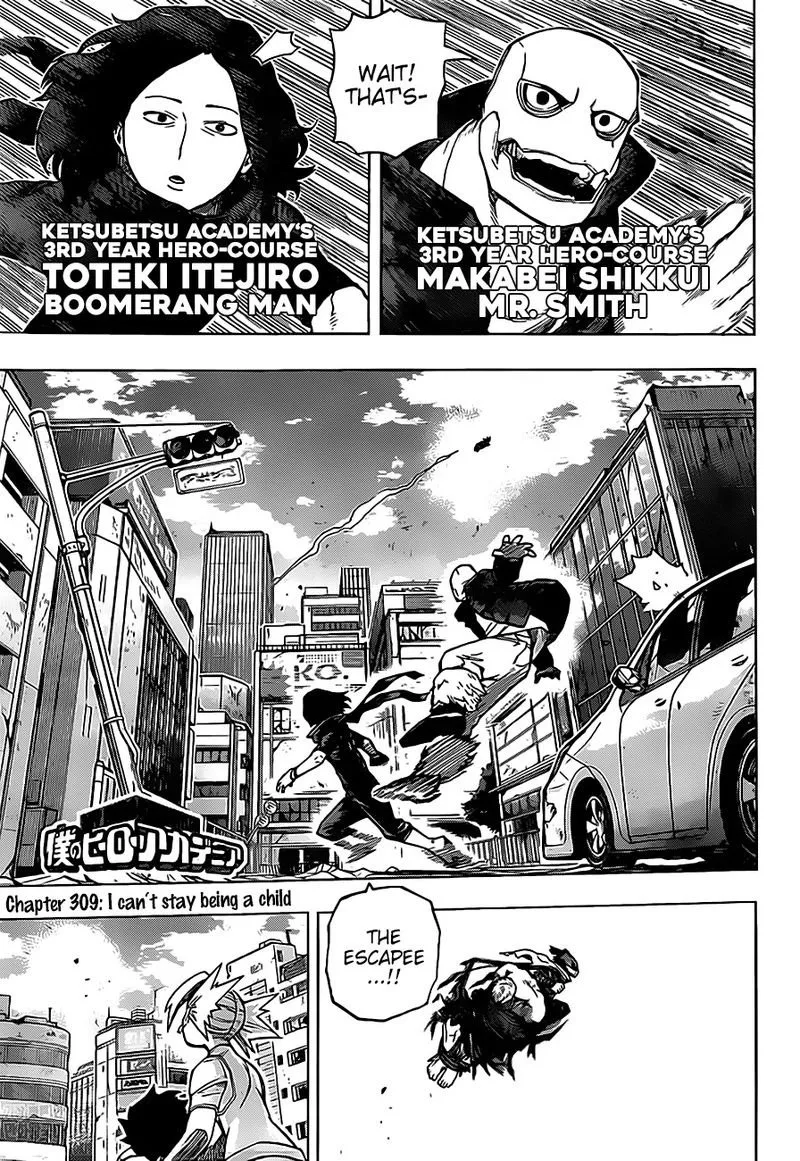 WAIT!
THAT'S-
KETSUBETSU ACADEMY'S
3RD YEAR HERO-COURSE
MAKABEI SHIKKUI
MR. SMITH
KETSUBETSU ACADEMY'S
3RD YEAR HERO-COURSE
TOTEKI ITEJIRO
BOOMERANG MAN
KO.
僕のヒーローアカデミア
Chapter 309: I can't stay being a child
THE
ESCAPEE
...!!